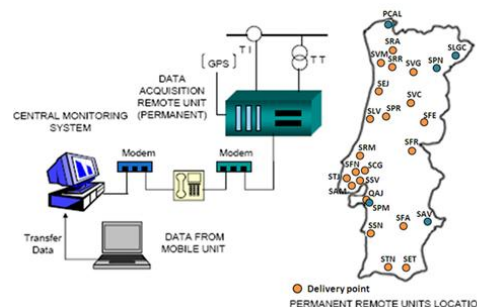 T I
T T
[GPS]
DATA
ACQUISITION
REMOTE UNIT
(PERMANENT)
CENTRAL MONITORING
SYSTEM
Modem
Modem
Transfer
Data
DATA FROM
MOBILE UNIT
PCAL
SRA
SLGC
SVM
SRR
SVG
SPN
SEJ
SVC
SLV
SPR
SFE
SRM
SFR
SFN
SCG
STJ
SSV
SAM
QAJ
SPM
SSN
SFA
SAV
STN
SET
Delivery point
PERMANENT REMOTE UNITS LOCATIO